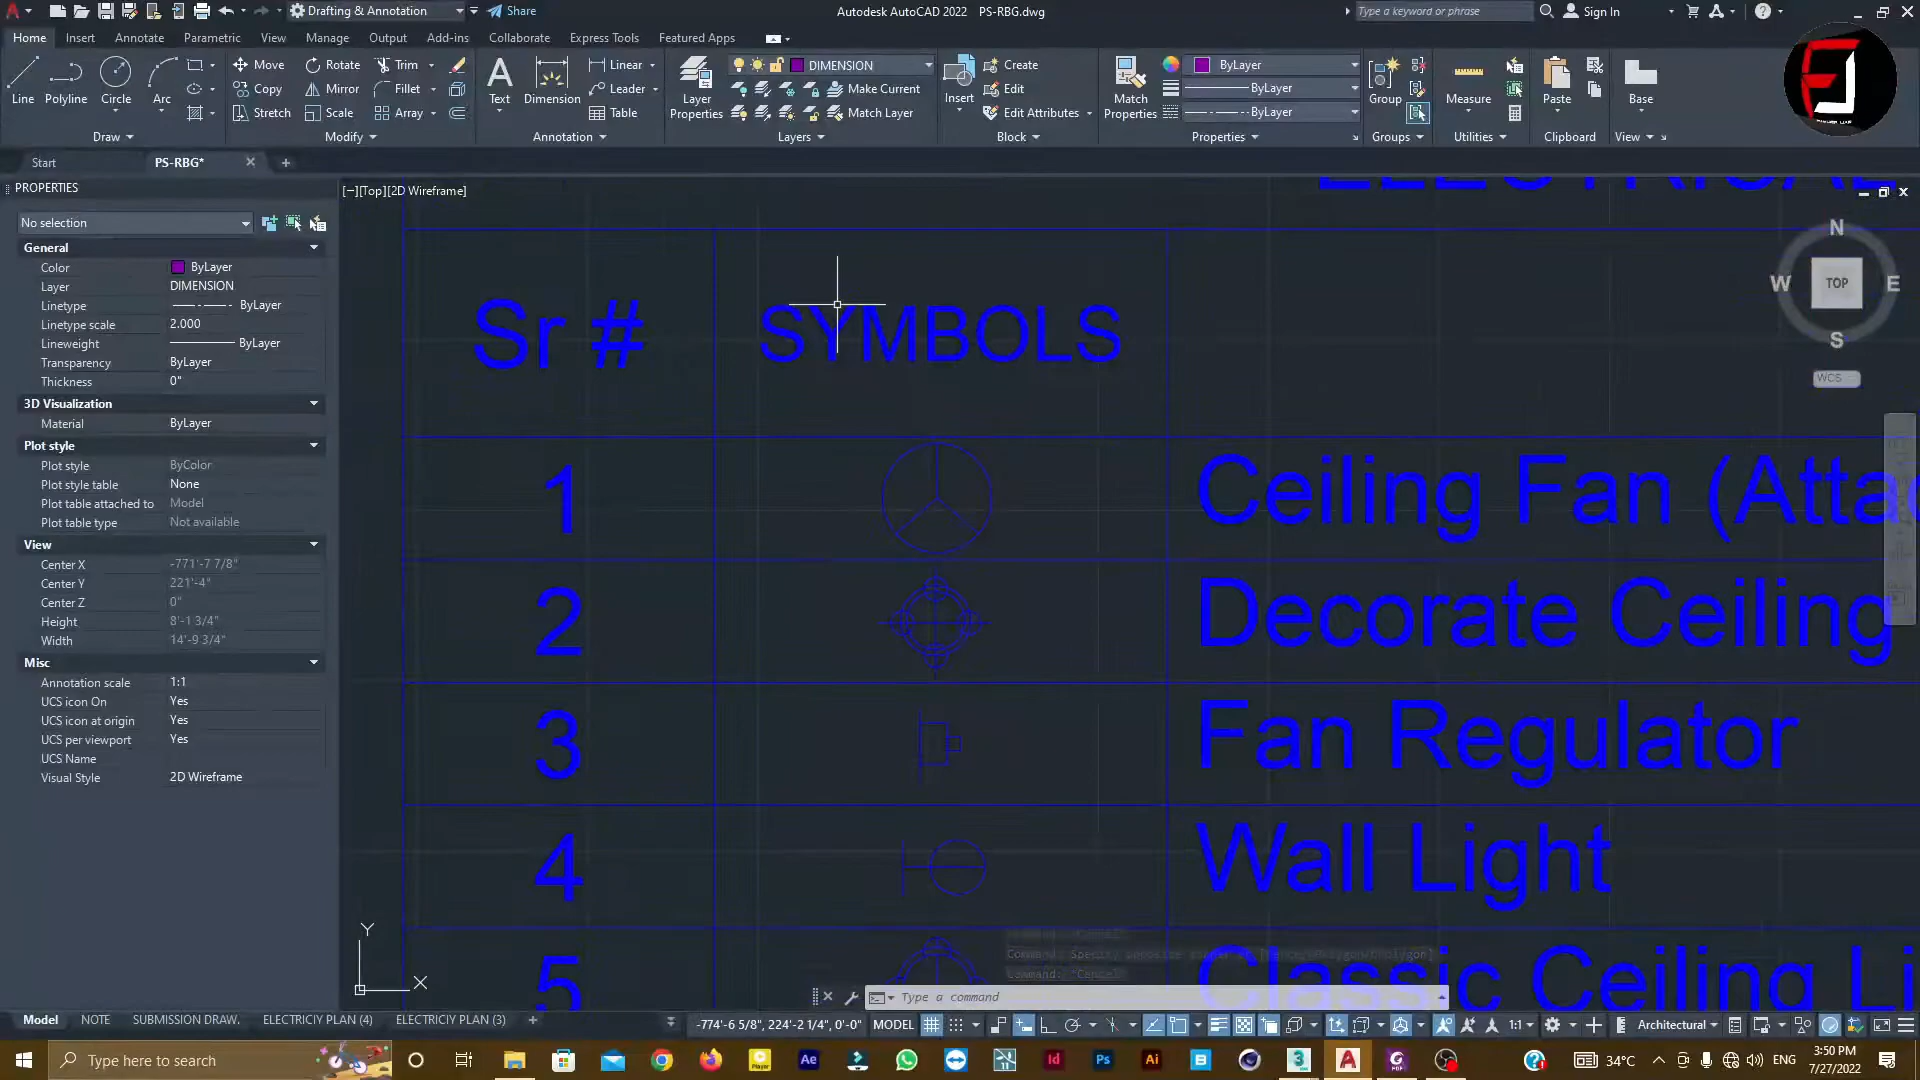 Drafting & Annotation
Share
Autodesk AutoCAD 2022 PS-RBG.dwg
Type a keyword or phrase
Sign In
Home Insert Annotate Parametric View Manage Output Add-ins Collaborate Express Tools Featured Apps
Line Polyline Circle Arc
Move Rotate Trim
Copy Mirror Fillet
Stretch Scale Array
Text Dimension
Linear
Leader
Table
Layer Properties
DIMENSION
Make Current
Match Layer
Insert
Create
Edit
Edit Attributes
Match Properties
ByLayer
ByLayer
ByLayer
Group
Measure
Paste
Base
Draw Modify Annotation Layers Block Properties Groups Utilities Clipboard View
Start PS-RBG*
PROPERTIES
[−][Top][2D Wireframe]
No selection
General
Color ByLayer
Layer DIMENSION
Linetype ByLayer
Linetype scale 2.000
Lineweight ByLayer
Transparency ByLayer
Thickness 0"
3D Visualization
Material ByLayer
Plot style
Plot style ByColor
Plot style table None
Plot table attached to Model
Plot table type Not available
View
Center X -771'-7 7/8"
Center Y 221'-4"
Center Z 0"
Height 8'-1 3/4"
Width 14'-9 3/4"
Misc
Annotation scale 1:1
UCS icon On Yes
UCS icon at origin Yes
UCS per viewport Yes
UCS Name
Visual Style 2D Wireframe
N
W TOP E
S
WCS
Sr # SYMBOLS
1 Ceiling Fan
2 Decorate Ceiling
3 Fan Regulator
4 Wall Light
5 Classic Ceiling
Y
X
Type a command
Model NOTE SUBMISSION DRAW. ELECTRICIY PLAN (4) ELECTRICIY PLAN (3)
-774'-6 5/8", 224'-2 1/4", 0'-0" MODEL
1:1
Architectural
Type here to search
34°C ENG
3:50 PM
7/27/2022